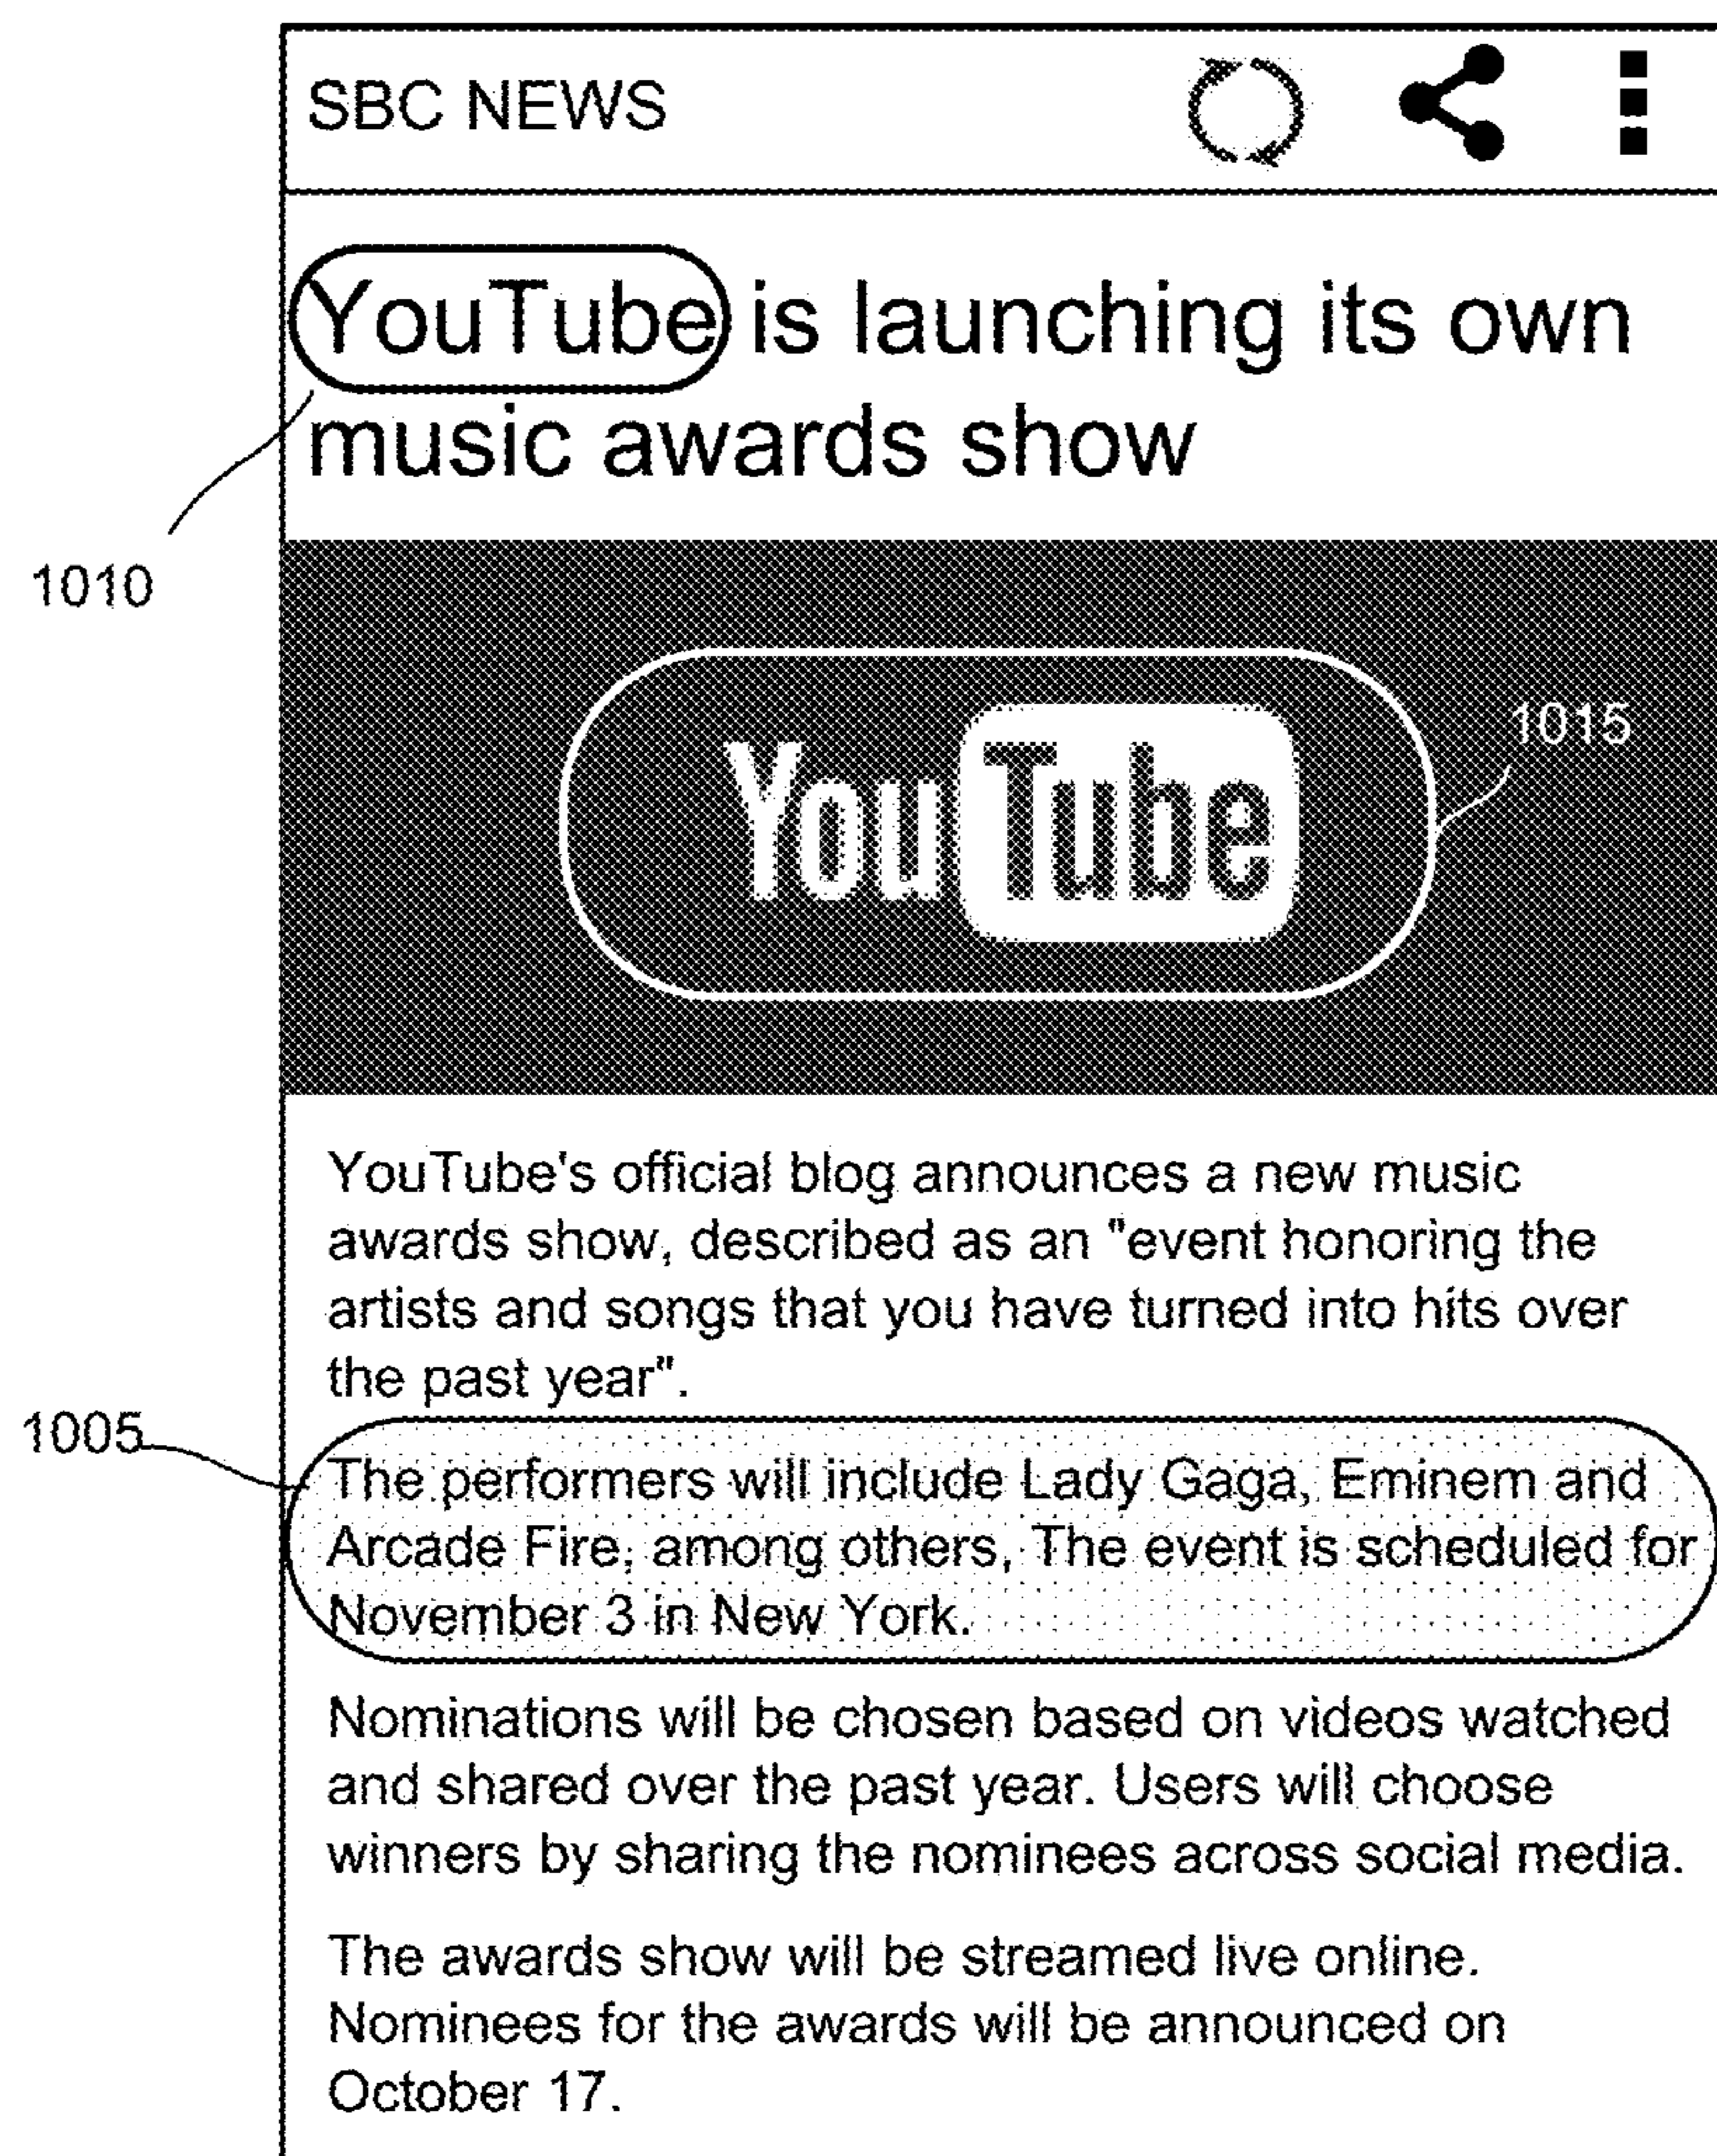 SBC NEWS
YouTube is launching its own
music awards show
1010
YouTube
1015
YouTube's official blog announces a new music
awards show, described as an "event honoring the
artists and songs that you have turned into hits over
the past year".
1005
The performers will include Lady Gaga, Eminem and
Arcade Fire, among others, The event is scheduled for
November 3 in New York.
Nominations will be chosen based on videos watched
and shared over the past year. Users will choose
winners by sharing the nominees across social media.
The awards show will be streamed live online.
Nominees for the awards will be announced on
October 17.